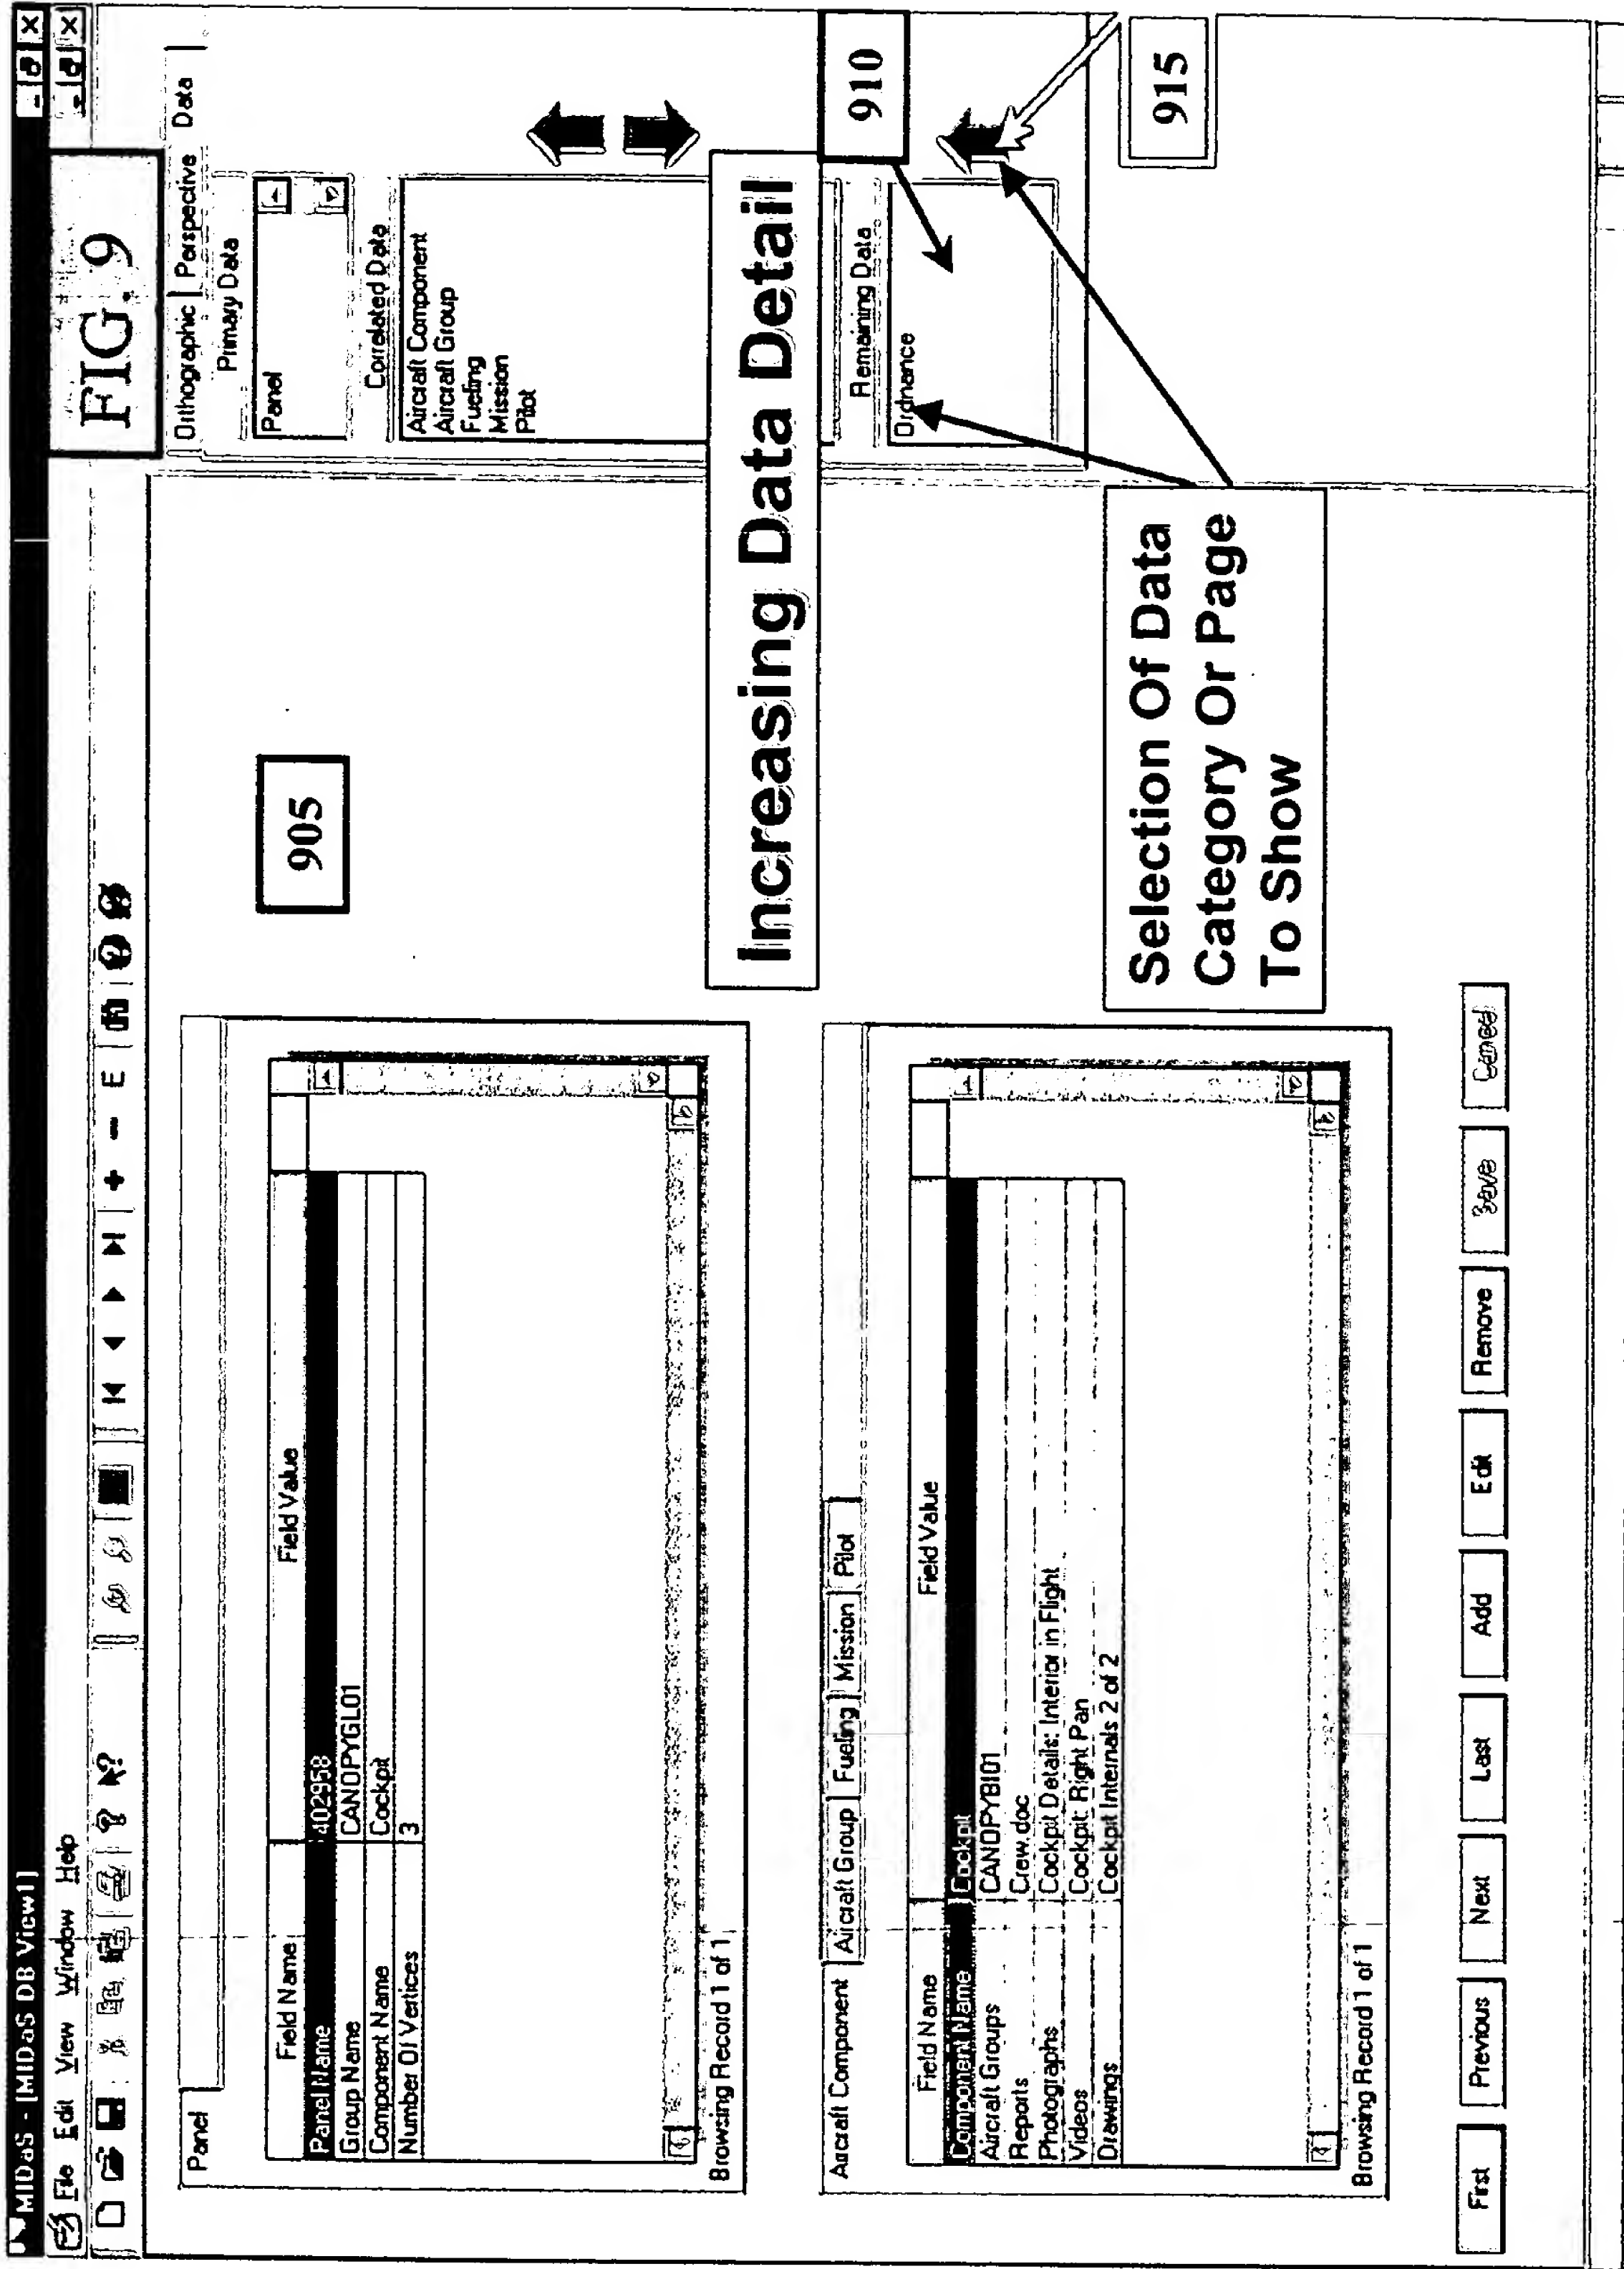 MIDaS - [MIDaS DB View1]
File Edit View Window Help
E
FIG. 9
Panel
Field Name Field Value
Panel Name 402958
Group Name CANOPYGL01
Component Name Cockpit
Number Of Vertices 3
Browsing Record 1 of 1
905
Orthographic Perspective Data
Primary Data
Panel
Correlated Data
Aircraft Component
Aircraft Group
Fueling
Mission
Pilot
Increasing Data Detail
Aircraft Component Aircraft Group Fueling Mission Pilot
Field Name Field Value
Component Name Cockpit
Aircraft Groups CANOPYBI01
Reports Crew.doc
Photographs Cockpit Details: Interior in Flight
Videos Cockpit Right Pan
Drawings Cockpit Internals 2 of 2
Browsing Record 1 of 1
Remaining Data
Ordnance
910
915
Selection Of Data
Category Or Page
To Show
First Previous Next Last Add Edit Remove Save Cancel